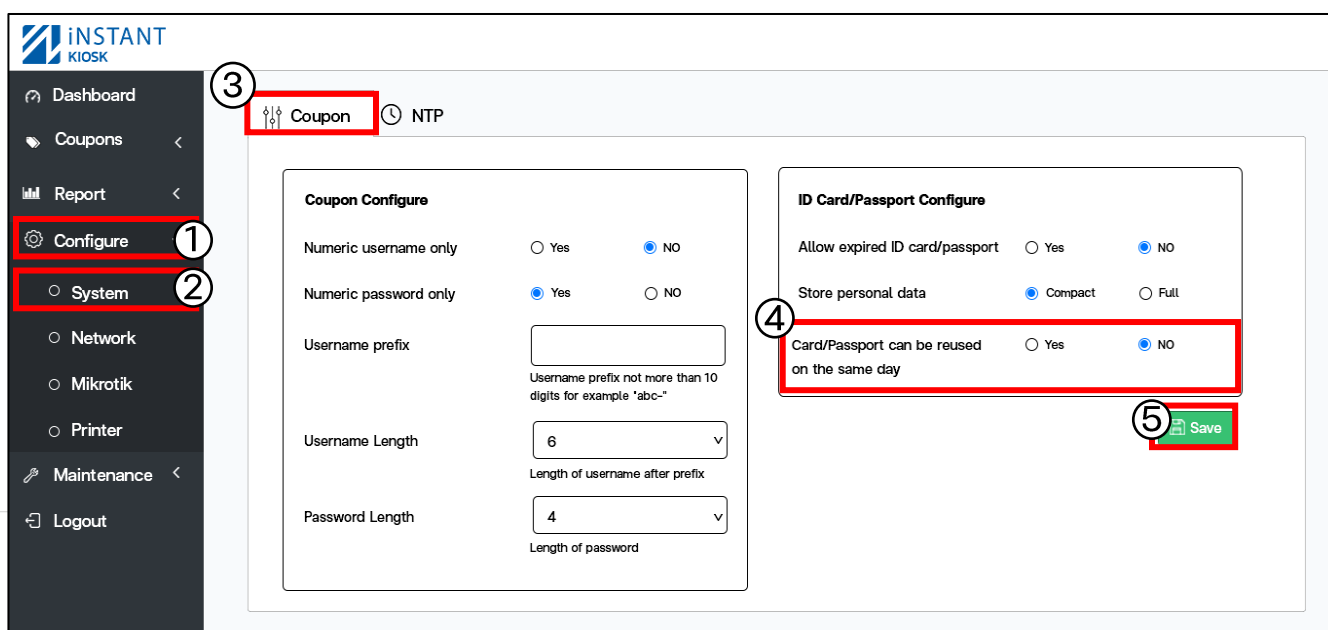 iNSTANT
KIOSK
Dashboard
Coupons
Report
Configure
1
System
2
Network
Mikrotik
Printer
Maintenance
Logout
3
Coupon
NTP
Coupon Configure
Numeric username only
Yes
NO
Numeric password only
Yes
NO
Username prefix
Username prefix not more than 10
digits for example "abc-"
Username Length
6
Length of username after prefix
Password Length
4
Length of password
ID Card/Passport Configure
Allow expired ID card/passport
Yes
NO
Store personal data
Compact
Full
4
Card/Passport can be reused
on the same day
Yes
NO
5
Save